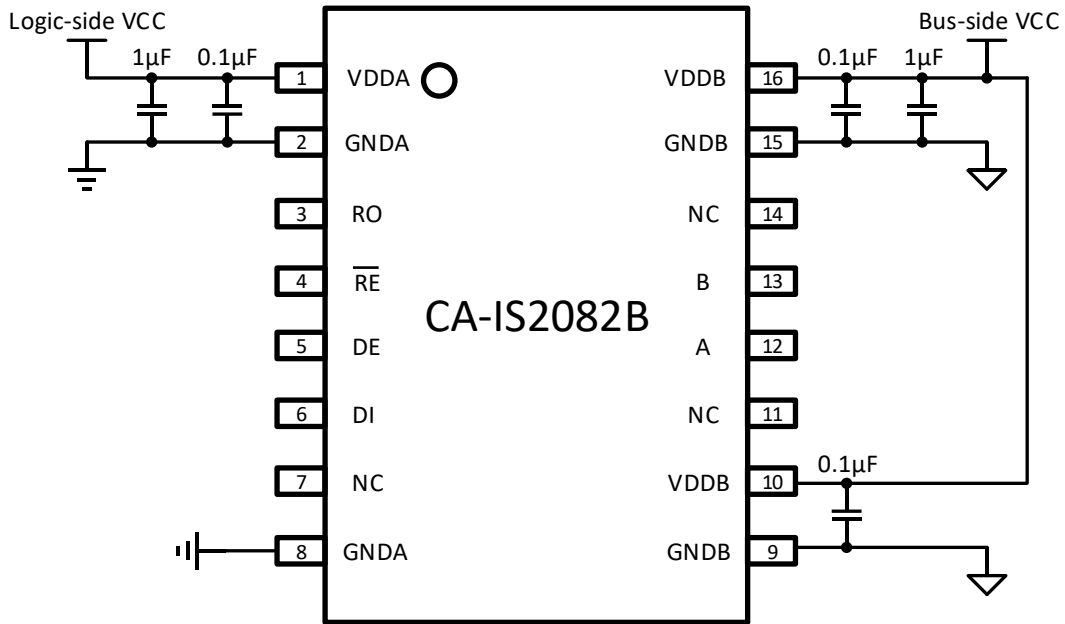 Logic-side VCC
Bus-side VCC
1µF
0.1µF
0.1µF
1µF
1
VDDA
VDDB
16
2
GNDA
GNDB
15
3
RO
NC
14
4
RE
B
13
CA-IS2082B
5
DE
A
12
6
DI
NC
11
0.1µF
7
NC
VDDB
10
8
GNDA
GNDB
9